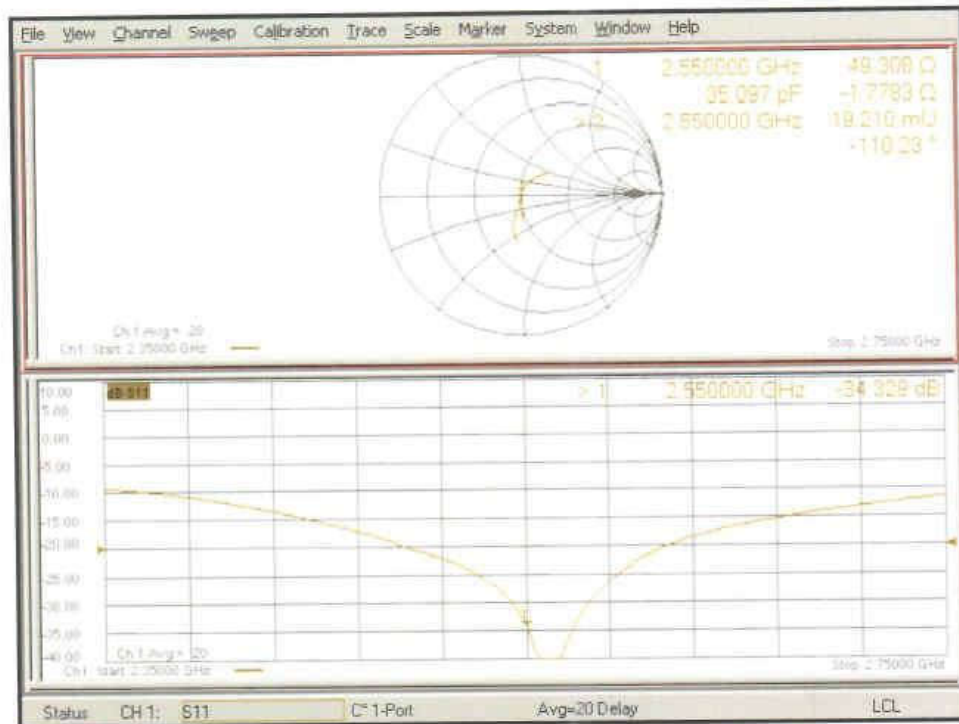 File View Channel Sweep Calibration Trace Scale Marker System Window Help
1 2.550000 GHz 49.308 Ω
35.097 pF -1.7783 Ω
> 2 2.550000 GHz 19.210 mU
-110.23 °
Ch 1 Avg = 20
Ch1: Start 2.35000 GHz
Stop 2.75000 GHz
10.00
dB S11
> 1 2.550000 GHz -34.329 dB
5.00
0.00
-5.00
-10.00
-15.00
-20.00
-25.00
-30.00
-35.00
-40.00
Ch 1 Avg = 20
Ch1: Start 2.35000 GHz
Stop 2.75000 GHz
Status CH 1: S11 C* 1-Port Avg=20 Delay LCL